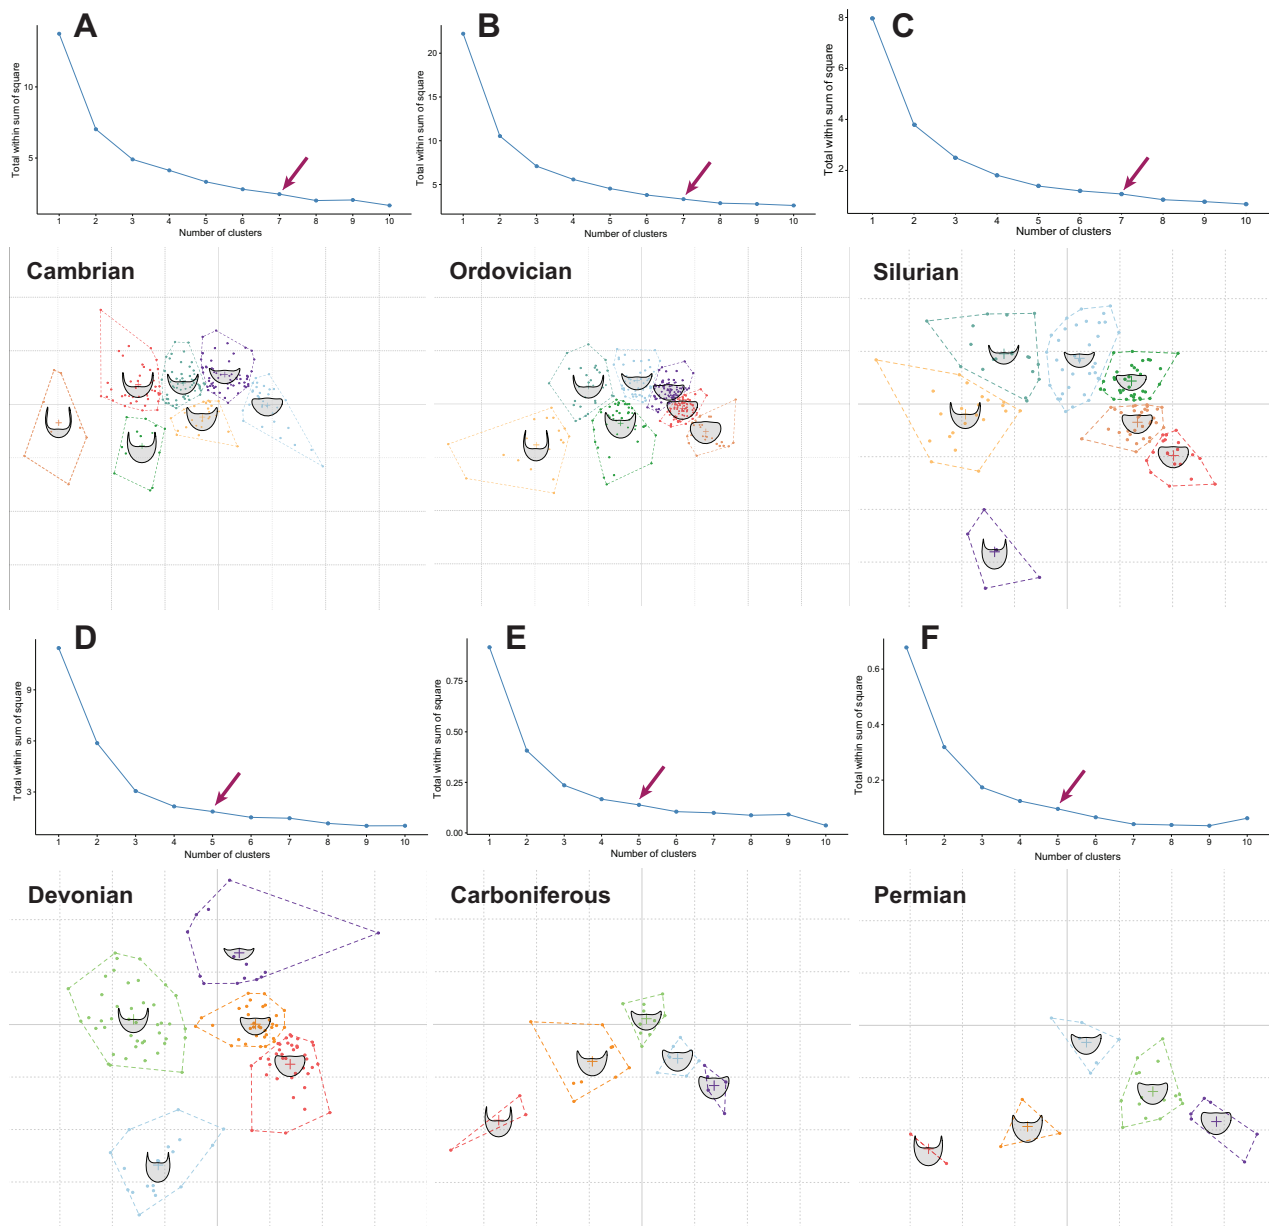 A
Total within sum of square
10
5
1 2 3 4 5 6 7 8 9 10
Number of clusters
B
Total within sum of square
20
15
10
5
1 2 3 4 5 6 7 8 9 10
Number of clusters
C
Total within sum of square
8
6
4
2
1 2 3 4 5 6 7 8 9 10
Number of clusters
Cambrian
Ordovician
Silurian
D
Total within sum of square
9
6
3
1 2 3 4 5 6 7 8 9 10
Number of clusters
E
Total within sum of square
0.75
0.50
0.25
0.00
1 2 3 4 5 6 7 8 9 10
Number of clusters
F
Total within sum of square
0.6
0.4
0.2
1 2 3 4 5 6 7 8 9 10
Number of clusters
Devonian
Carboniferous
Permian